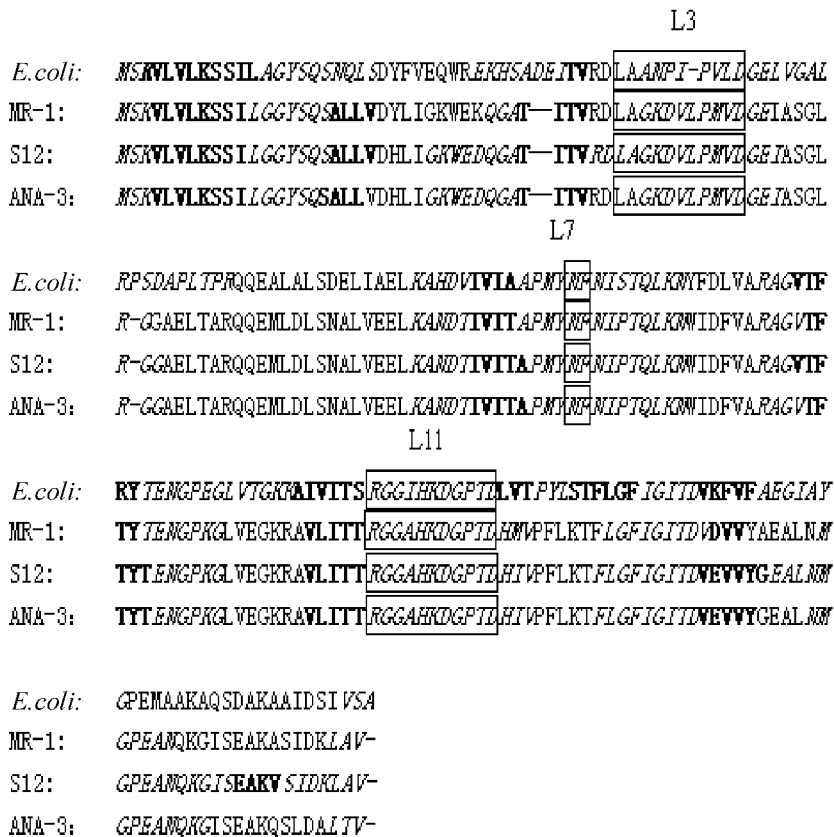 L3
E.coli: MSKVLVLKSSILAGYSQSNQLSDYFVEQWREKHSADEITVRDLAANPI-PVLDGELVGAL
MR-1: MSKVLVLKSSILGGYSQSALLVDYLIGKWEKQGAT--ITVRDLAGKDVLPMVDGEIASGL
S12: MSKVLVLKSSILGGYSQSALLVDHLIGKWEDQGAT--ITVRDLAGKDVLPMVDGEIASGL
ANA-3: MSKVLVLKSSILGGYSQSALLVDHLIGKWEDQGAT--ITVRDLAGKDVLPMVDGEIASGL
L7
E.coli: RPSDAPLTPRQQEALALSDELIAELKAHDVIVIAAPMYNFNISTQLKNYFDLVARAGVTF
MR-1: R-GGAELTARQQEMLDLSNALVEELKANDTIVITAPMYNFNIPTQLKNWIDFVARAGVTF
S12: R-GGAELTARQQEMLDLSNALVEELKANDTIVITAPMYNFNIPTQLKNWIDFVARAGVTF
ANA-3: R-GGAELTARQQEMLDLSNALVEELKANDTIVITAPMYNFNIPTQLKNWIDFVARAGVTF
L11
E.coli: RYTENGPEGLVTGKKAIVITSRGGIHKDGPTDLVTPYLSTFLGFIGITDVKFVFAEGIAY
MR-1: TYTENGPKGLVEGKRAVLITTRGGAHKDGPTDHMVPFLKTFLGFIGITDVDVVYAEALNM
S12: TYTENGPKGLVEGKRAVLITTRGGAHKDGPTDHIVPFLKTFLGFIGITDVEVVYGEALNM
ANA-3: TYTENGPKGLVEGKRAVLITTRGGAHKDGPTDHIVPFLKTFLGFIGITDVEVVYGEALNM
E.coli: GPEMAAKAQSDAKAAIDSIVSA
MR-1: GPEANQKGISEAKASIDKLAV-
S12: GPEANQKGISEAKVSIDKLAV-
ANA-3: GPEANQKGISEAKQSLDALTV-